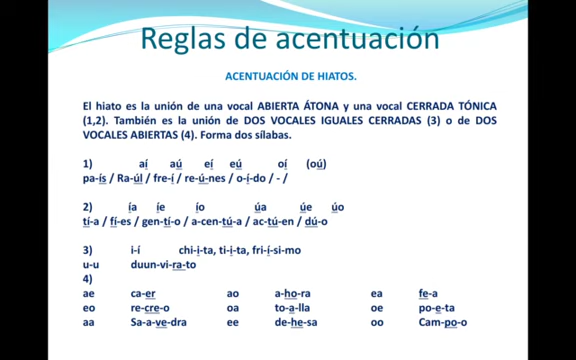 Reglas de acentuación
ACENTUACIÓN DE HIATOS.
El hiato es la unión de una vocal ABIERTA ÁTONA y una vocal CERRADA TÓNICA
(1,2). También es la unión de DOS VOCALES IGUALES CERRADAS (3) o de DOS
VOCALES ABIERTAS (4). Forma dos sílabas.
1) aí aú eí eú oí (oú)
pa-ís / Ra-úl / fre-í / re-ú-nes / o-í-do / - /
2) ía íe ío úa úe úo
tí-a / fí-es / gen-tí-o / a-cen-tú-a / ac-tú-en / dú-o
3) i-í chi-i-ta, ti-i-ta, fri-í-si-mo
u-u duun-vi-ra-to
4)
ae ca-er ao a-ho-ra ea fe-a
eo re-cre-o oa to-a-lla oe po-e-ta
aa Sa-a-ve-dra ee de-he-sa oo Cam-po-o